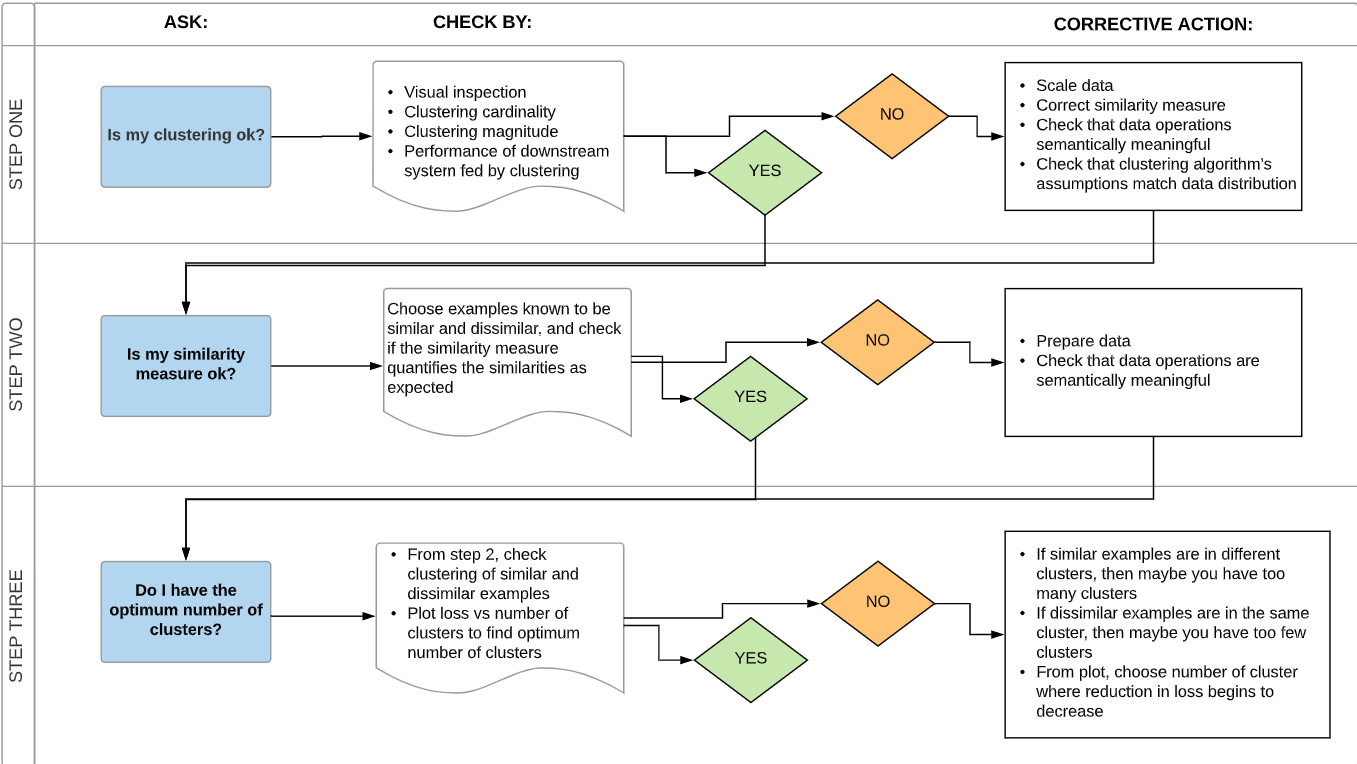 ASK:
CHECK BY:
CORRECTIVE ACTION:
STEP ONE
Is my clustering ok?
• Visual inspection
• Clustering cardinality
• Clustering magnitude
• Performance of downstream
system fed by clustering
YES
NO
• Scale data
• Correct similarity measure
• Check that data operations
semantically meaningful
• Check that clustering algorithm's
assumptions match data distribution
STEP TWO
Is my similarity
measure ok?
Choose examples known to be
similar and dissimilar, and check
if the similarity measure
quantifies the similarities as
expected
YES
NO
• Prepare data
• Check that data operations are
semantically meaningful
STEP THREE
Do I have the
optimum number of
clusters?
• From step 2, check
clustering of similar and
dissimilar examples
• Plot loss vs number of
clusters to find optimum
number of clusters
YES
NO
• If similar examples are in different
clusters, then maybe you have too
many clusters
• If dissimilar examples are in the same
cluster, then maybe you have too few
clusters
• From plot, choose number of cluster
where reduction in loss begins to
decrease